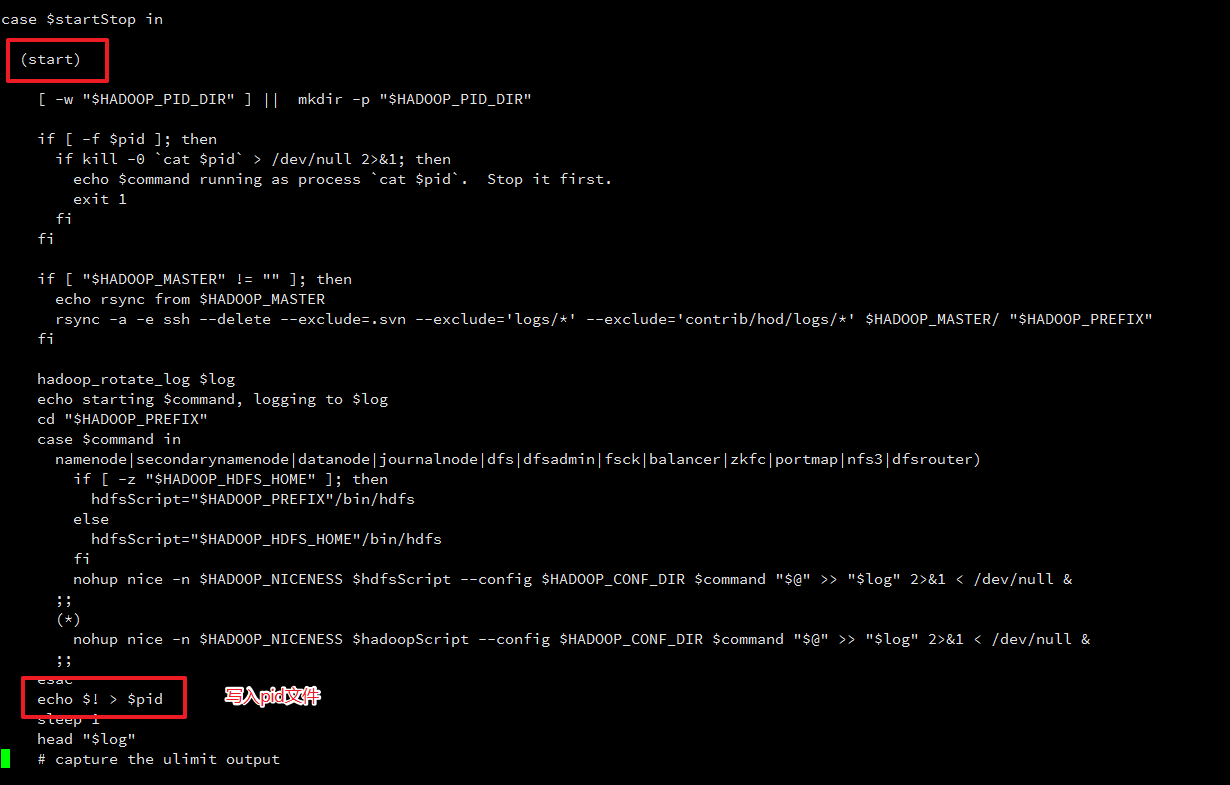 case $startStop in
(start)
[ -w "$HADOOP_PID_DIR" ] ||  mkdir -p "$HADOOP_PID_DIR"
if [ -f $pid ]; then
if kill -0 `cat $pid` > /dev/null 2>&1; then
echo $command running as process `cat $pid`.  Stop it first.
exit 1
fi
fi
if [ "$HADOOP_MASTER" != "" ]; then
echo rsync from $HADOOP_MASTER
rsync -a -e ssh --delete --exclude=.svn --exclude='logs/*' --exclude='contrib/hod/logs/*' $HADOOP_MASTER/ "$HADOOP_PREFIX"
fi
hadoop_rotate_log $log
echo starting $command, logging to $log
cd "$HADOOP_PREFIX"
case $command in
namenode|secondarynamenode|datanode|journalnode|dfs|dfsadmin|fsck|balancer|zkfc|portmap|nfs3|dfsrouter)
if [ -z "$HADOOP_HDFS_HOME" ]; then
hdfsScript="$HADOOP_PREFIX"/bin/hdfs
else
hdfsScript="$HADOOP_HDFS_HOME"/bin/hdfs
fi
nohup nice -n $HADOOP_NICENESS $hdfsScript --config $HADOOP_CONF_DIR $command "$@" >> "$log" 2>&1 < /dev/null &
;;
(*)
nohup nice -n $HADOOP_NICENESS $hadoopScript --config $HADOOP_CONF_DIR $command "$@" >> "$log" 2>&1 < /dev/null &
;;
esac
echo $! > $pid 写入pid文件
sleep 1
head "$log"
# capture the ulimit output